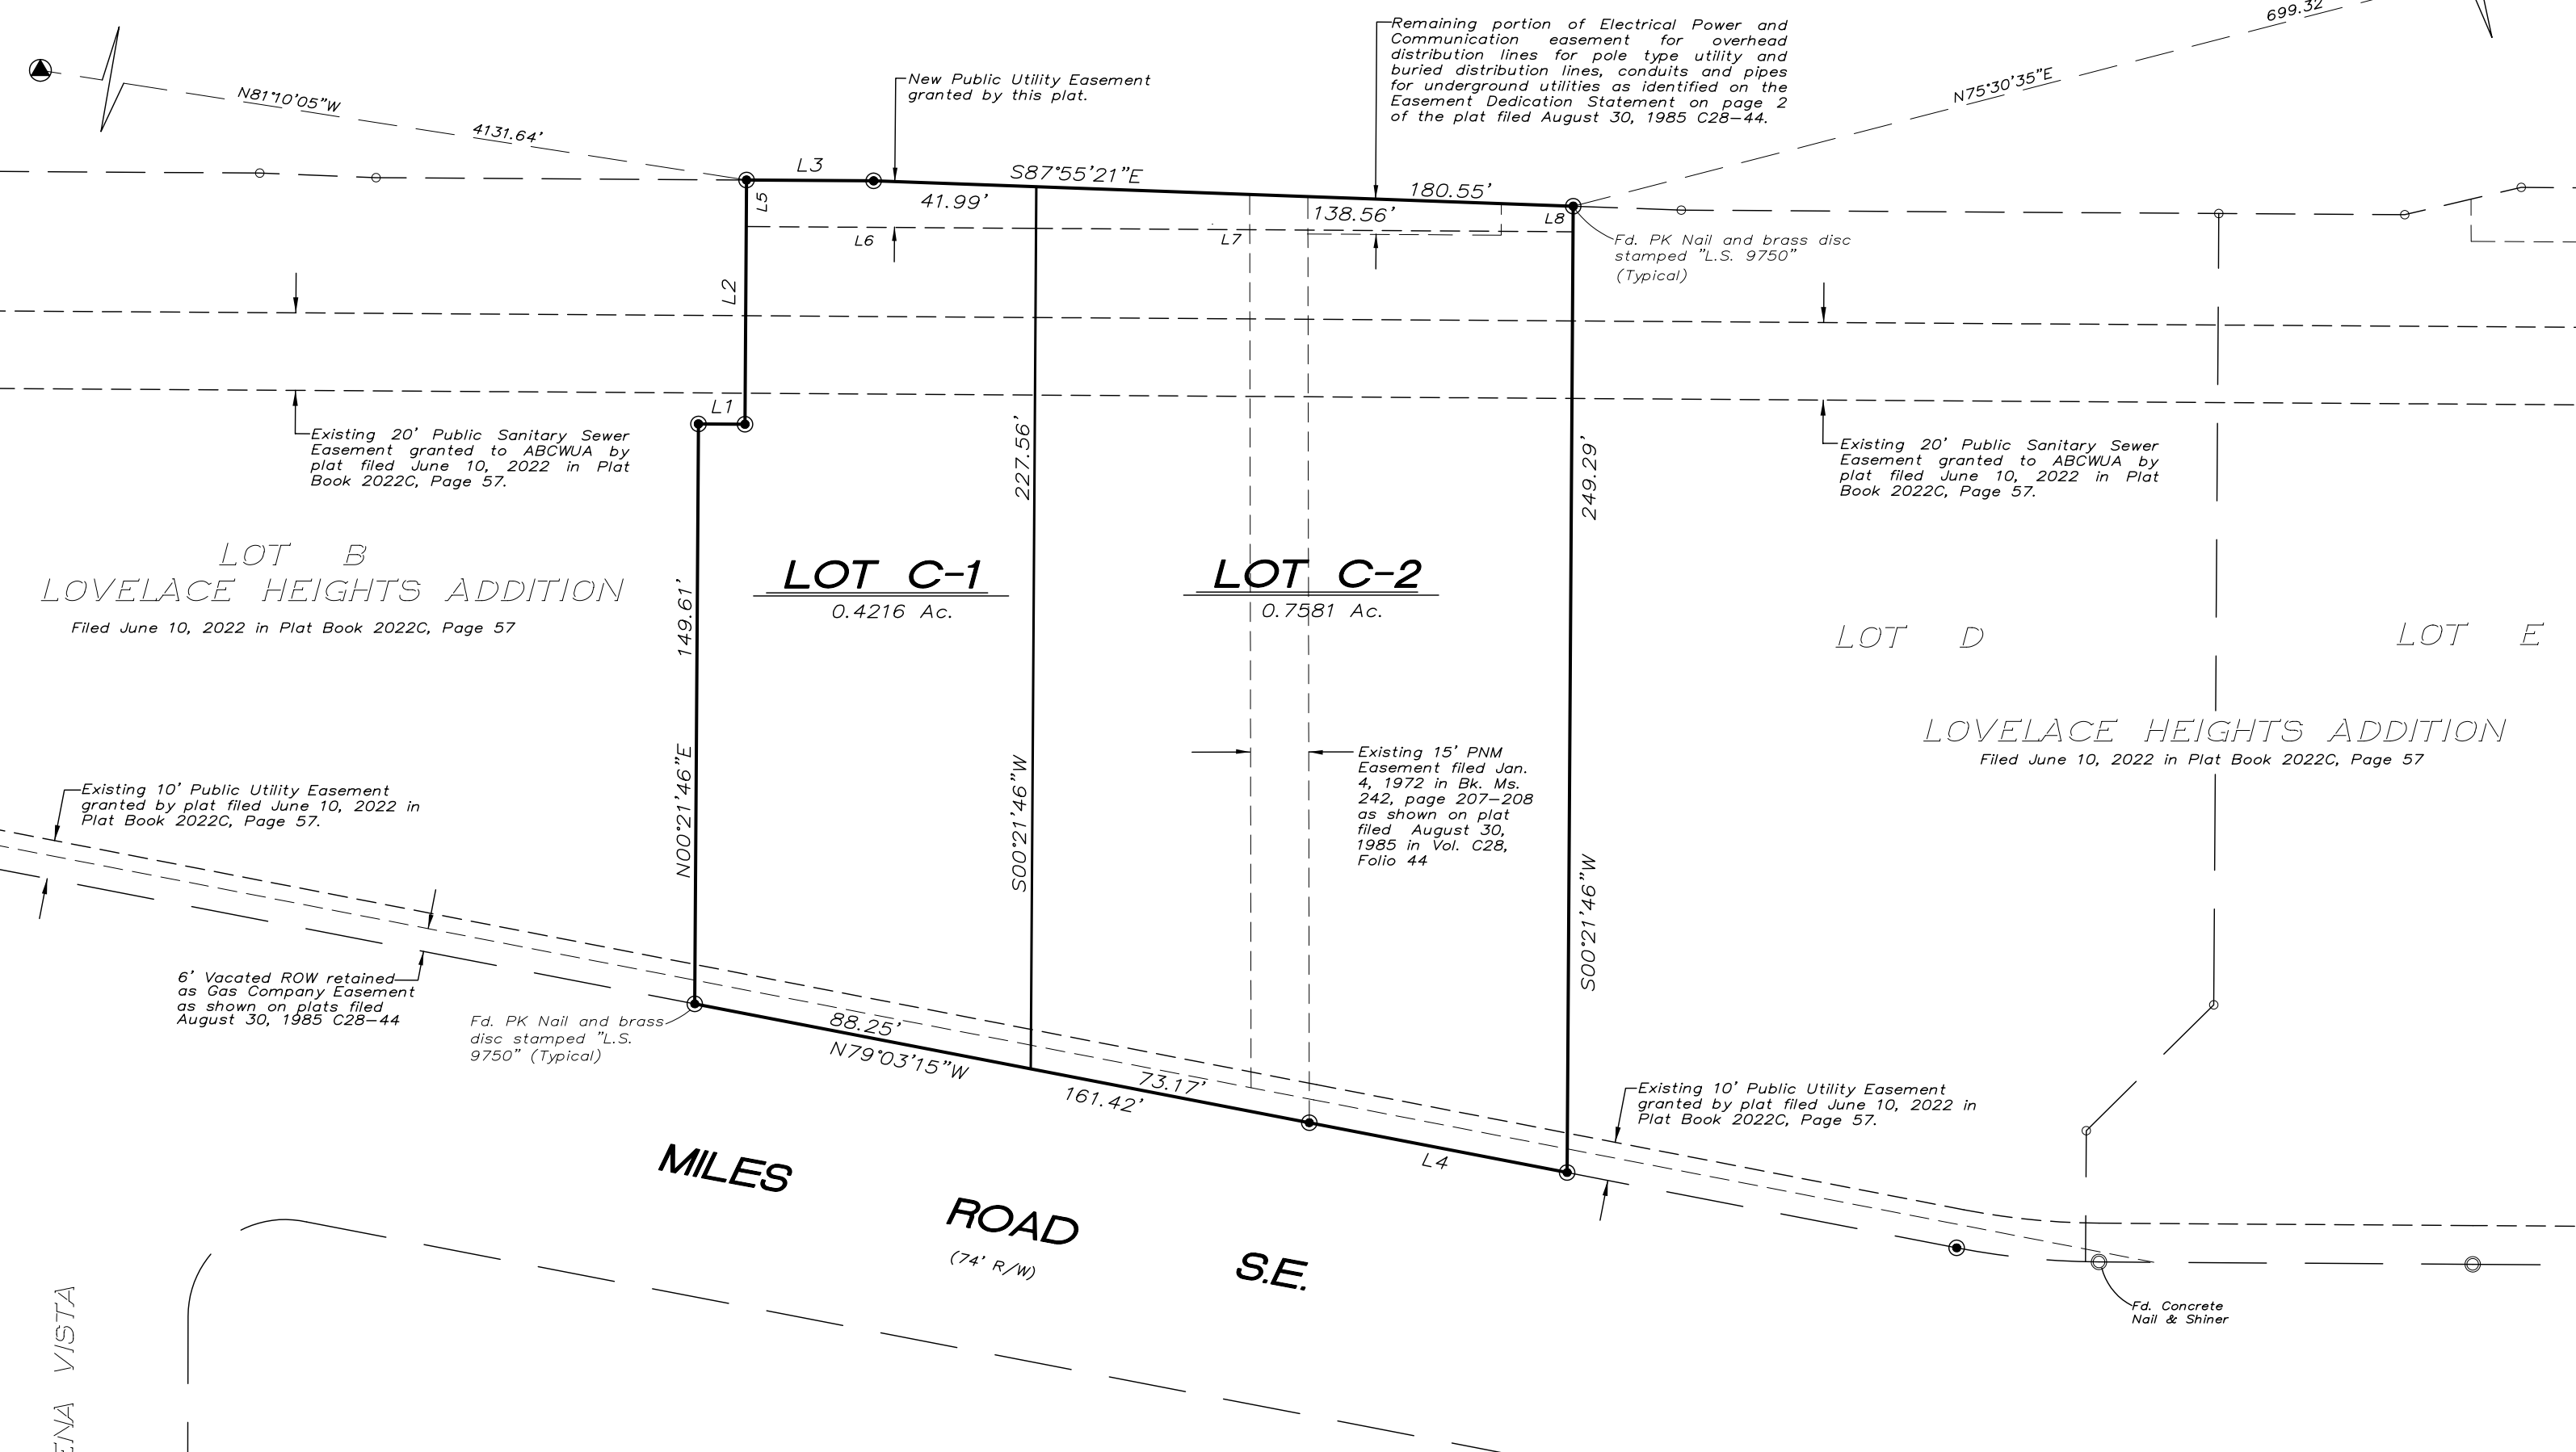 Remaining portion of Electrical Power and
Communication easement for overhead
distribution lines for pole type utility and
buried distribution lines, conduits and pipes
for underground utilities as identified on the
Easement Dedication Statement on page 2
of the plat filed August 30, 1985 C28-44.
699.32
N75°30'35"E
New Public Utility Easement
granted by this plat.
N81°10'05"W
4131.64'
L3
S87°55'21"E
180.55'
41.99'
138.56'
L5
L6
L7
L8
Fd. PK Nail and brass disc
stamped "L.S. 9750"
(Typical)
L2
L1
Existing 20' Public Sanitary Sewer
Easement granted to ABCWUA by
plat filed June 10, 2022 in Plat
Book 2022C, Page 57.
227.56'
249.29'
Existing 20' Public Sanitary Sewer
Easement granted to ABCWUA by
plat filed June 10, 2022 in Plat
Book 2022C, Page 57.
LOT B
LOVELACE HEIGHTS ADDITION
Filed June 10, 2022 in Plat Book 2022C, Page 57
149.61'
LOT C-1
0.4216 Ac.
LOT C-2
0.7581 Ac.
LOT D
LOT E
LOVELACE HEIGHTS ADDITION
Filed June 10, 2022 in Plat Book 2022C, Page 57
N00°21'46"E
S00°21'46"W
Existing 15' PNM
Easement filed Jan.
4, 1972 in Bk. Ms.
242, page 207-208
as shown on plat
filed August 30,
1985 in Vol. C28,
Folio 44
S00°21'46"W
Existing 10' Public Utility Easement
granted by plat filed June 10, 2022 in
Plat Book 2022C, Page 57.
6' Vacated ROW retained
as Gas Company Easement
as shown on plats filed
August 30, 1985 C28-44
Fd. PK Nail and brass
disc stamped "L.S.
9750" (Typical)
88.25'
N79°03'15"W
73.17'
161.42'
L4
Existing 10' Public Utility Easement
granted by plat filed June 10, 2022 in
Plat Book 2022C, Page 57.
MILES ROAD S.E.
(74' R/W)
Fd. Concrete
Nail & Shiner
ENA VISTA